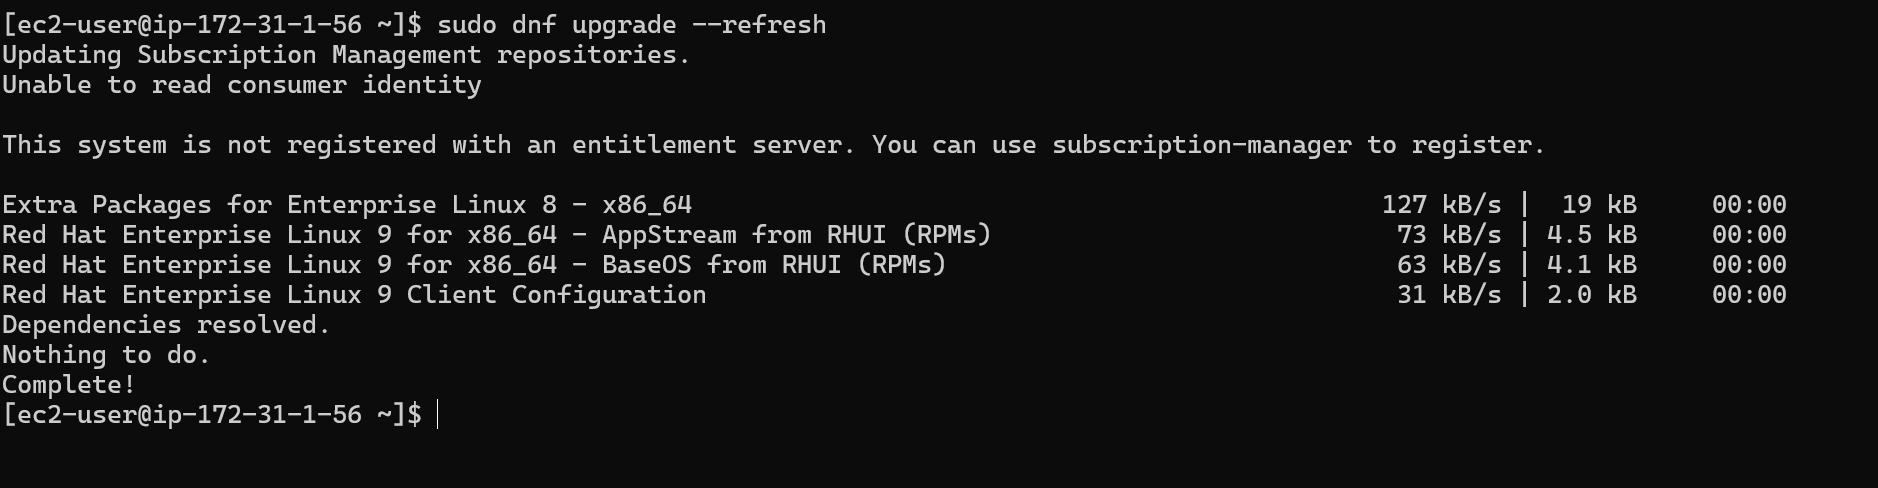 [ec2-user@ip-172-31-1-56 ~]$ sudo dnf upgrade --refresh
Updating Subscription Management repositories.
Unable to read consumer identity
This system is not registered with an entitlement server. You can use subscription-manager to register.
Extra Packages for Enterprise Linux 8 - x86_64 127 kB/s | 19 kB 00:00
Red Hat Enterprise Linux 9 for x86_64 - AppStream from RHUI (RPMs) 73 kB/s | 4.5 kB 00:00
Red Hat Enterprise Linux 9 for x86_64 - BaseOS from RHUI (RPMs) 63 kB/s | 4.1 kB 00:00
Red Hat Enterprise Linux 9 Client Configuration 31 kB/s | 2.0 kB 00:00
Dependencies resolved.
Nothing to do.
Complete!
[ec2-user@ip-172-31-1-56 ~]$